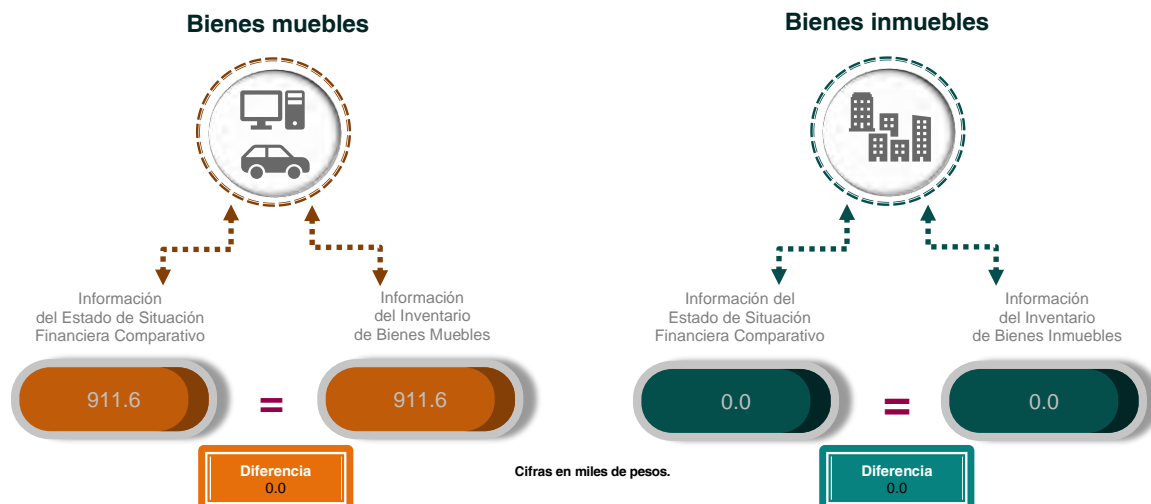 Bienes muebles
Información
del Estado de Situación
Financiera Comparativo
Información
del Inventario
de Bienes Muebles
911.6
=
911.6
Diferencia
0.0
Cifras en miles de pesos.
Bienes inmuebles
Información del
Estado de Situación
Financiera Comparativo
Información
del Inventario
de Bienes Inmuebles
0.0
=
0.0
Diferencia
0.0